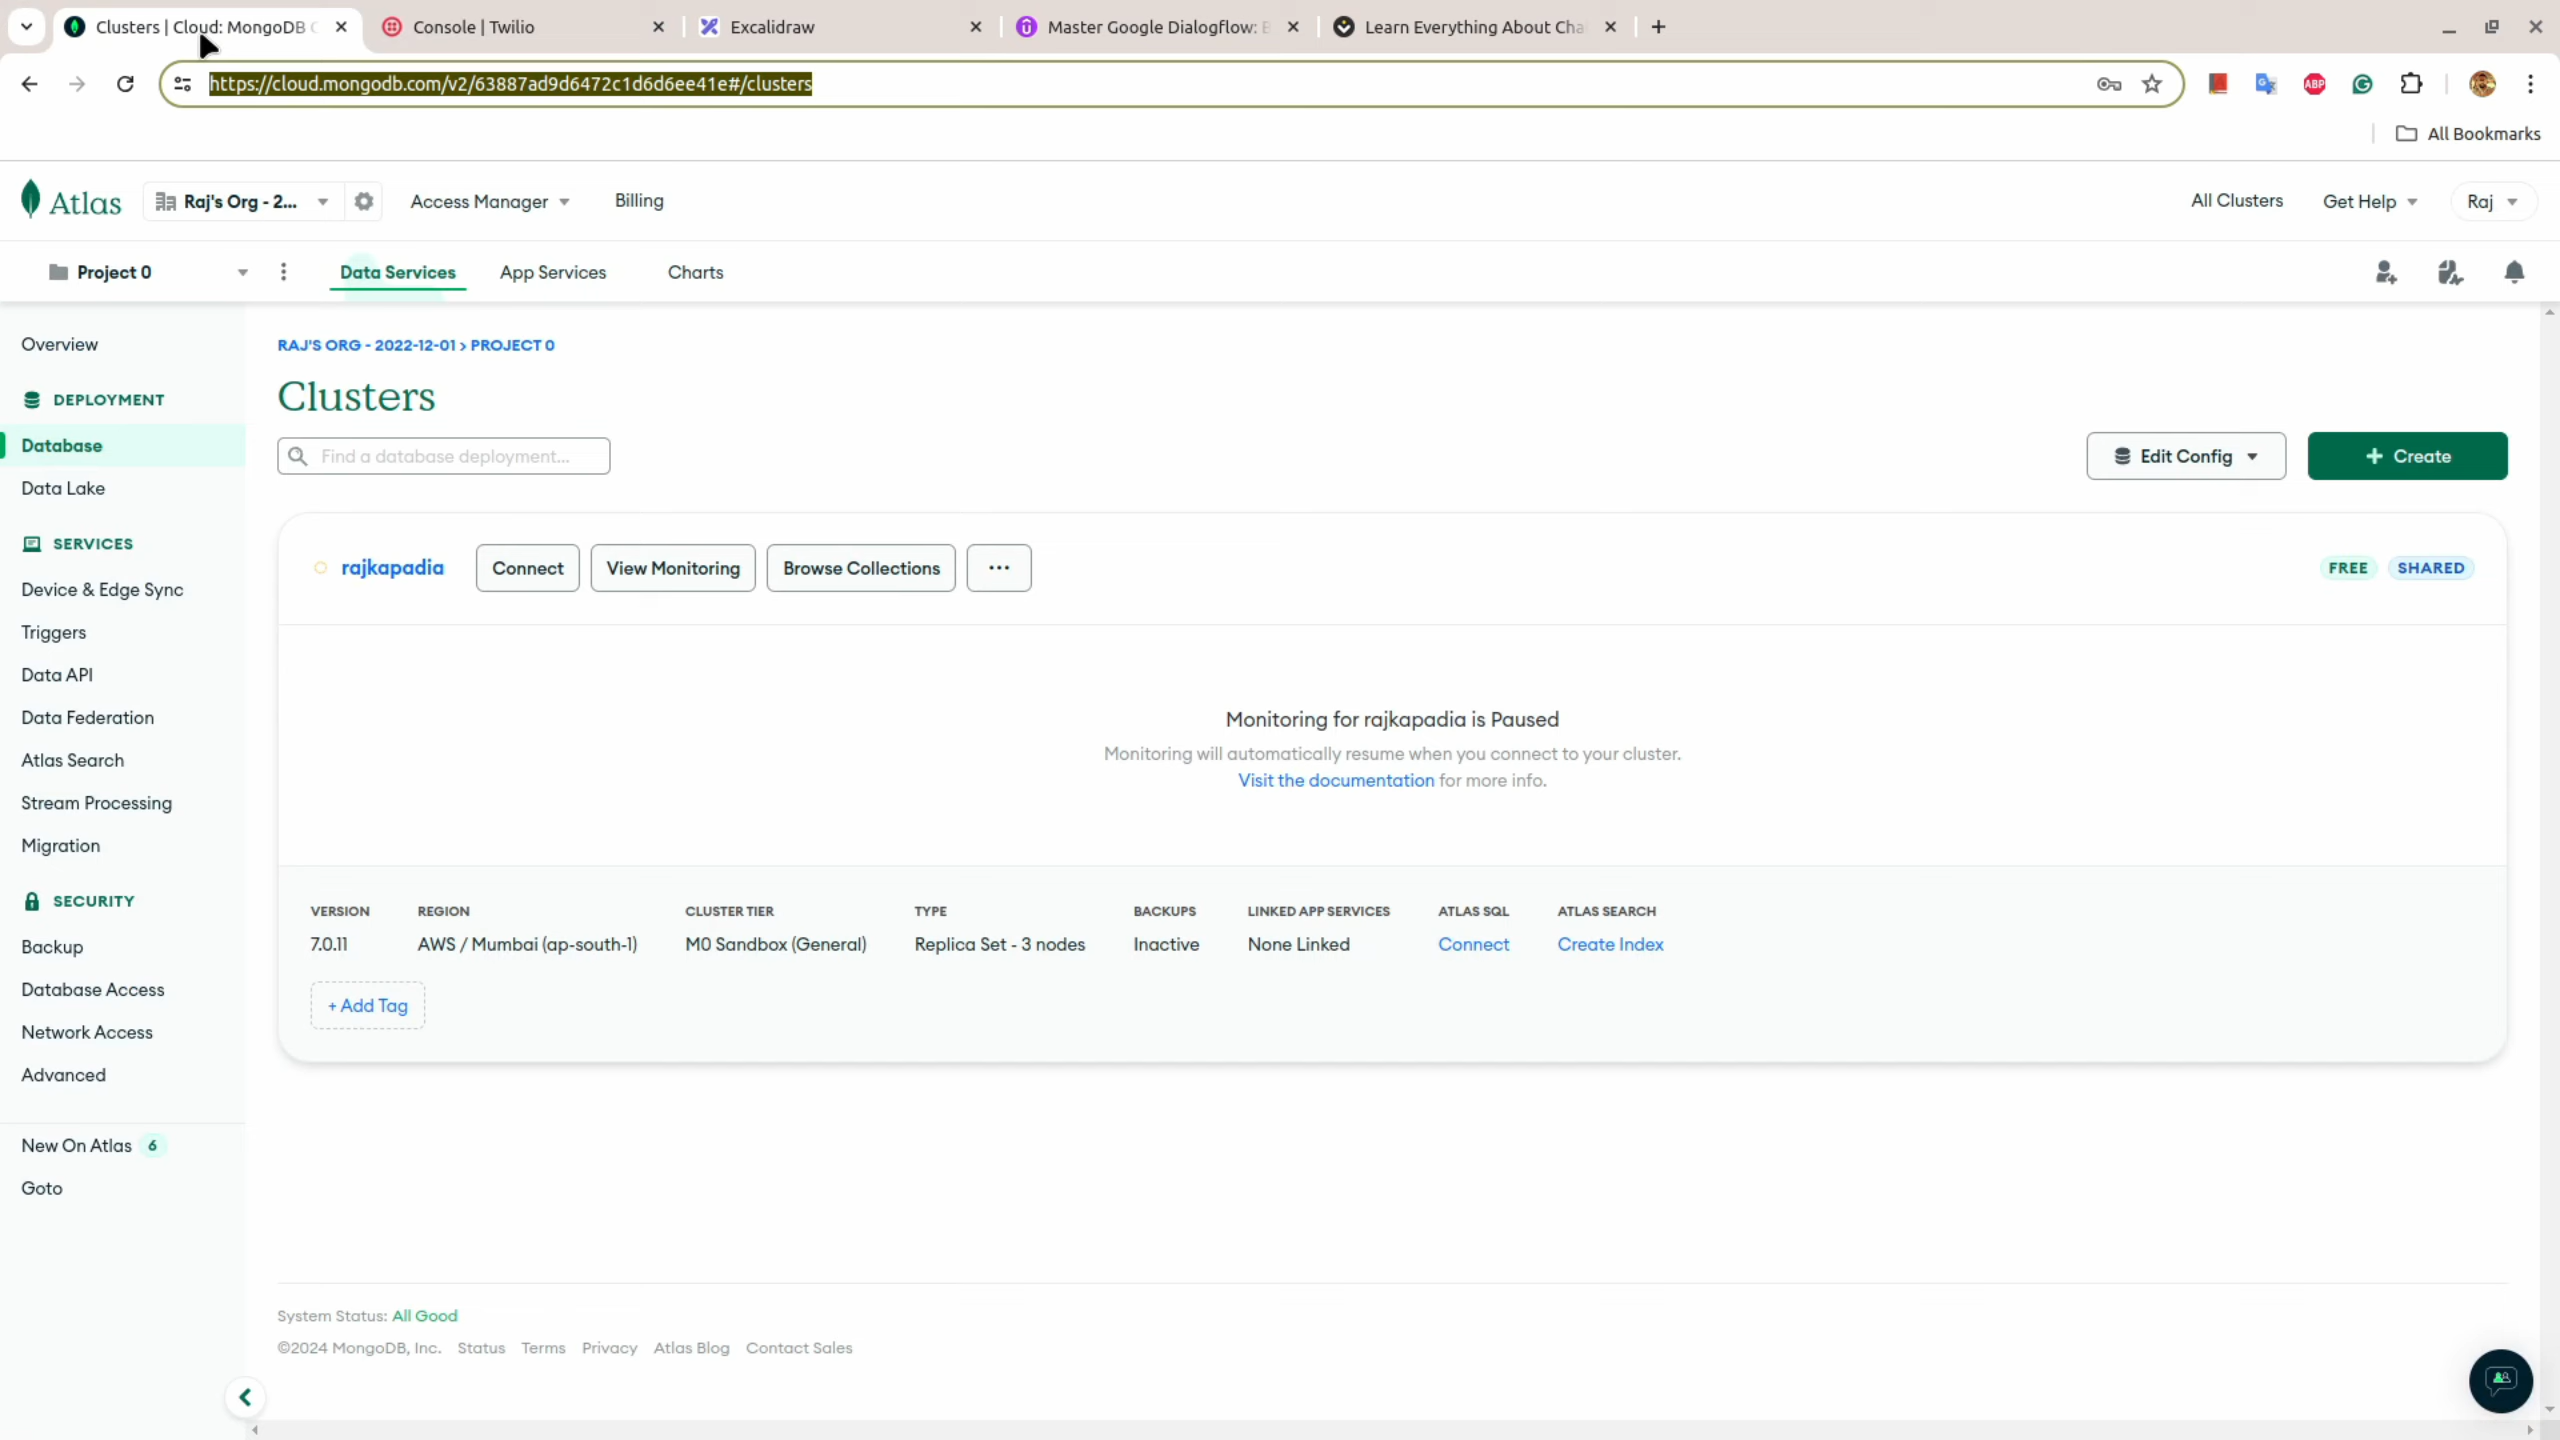 Clusters | Cloud: MongoDB C
Console | Twilio
Excalidraw
Master Google Dialogflow: B
Learn Everything About Cha
https://cloud.mongodb.com/v2/63887ad9d6472c1d6d6ee41e#/clusters
ABP
All Bookmarks
Atlas
Raj's Org - 2...
Access Manager
Billing
All Clusters
Get Help
Raj
Project 0
Data Services
App Services
Charts
Overview
DEPLOYMENT
Database
Data Lake
SERVICES
Device & Edge Sync
Triggers
Data API
Data Federation
Atlas Search
Stream Processing
Migration
SECURITY
Backup
Database Access
Network Access
Advanced
New On Atlas 6
Goto
RAJ'S ORG - 2022-12-01 > PROJECT 0
Clusters
Find a database deployment...
Edit Config
+ Create
rajkapadia
Connect
View Monitoring
Browse Collections
...
FREE
SHARED
Monitoring for rajkapadia is Paused
Monitoring will automatically resume when you connect to your cluster.
Visit the documentation for more info.
VERSION REGION CLUSTER TIER TYPE BACKUPS LINKED APP SERVICES ATLAS SQL ATLAS SEARCH
7.0.11 AWS / Mumbai (ap-south-1) M0 Sandbox (General) Replica Set - 3 nodes Inactive None Linked Connect Create Index
+ Add Tag
System Status: All Good
©2024 MongoDB, Inc. Status Terms Privacy Atlas Blog Contact Sales